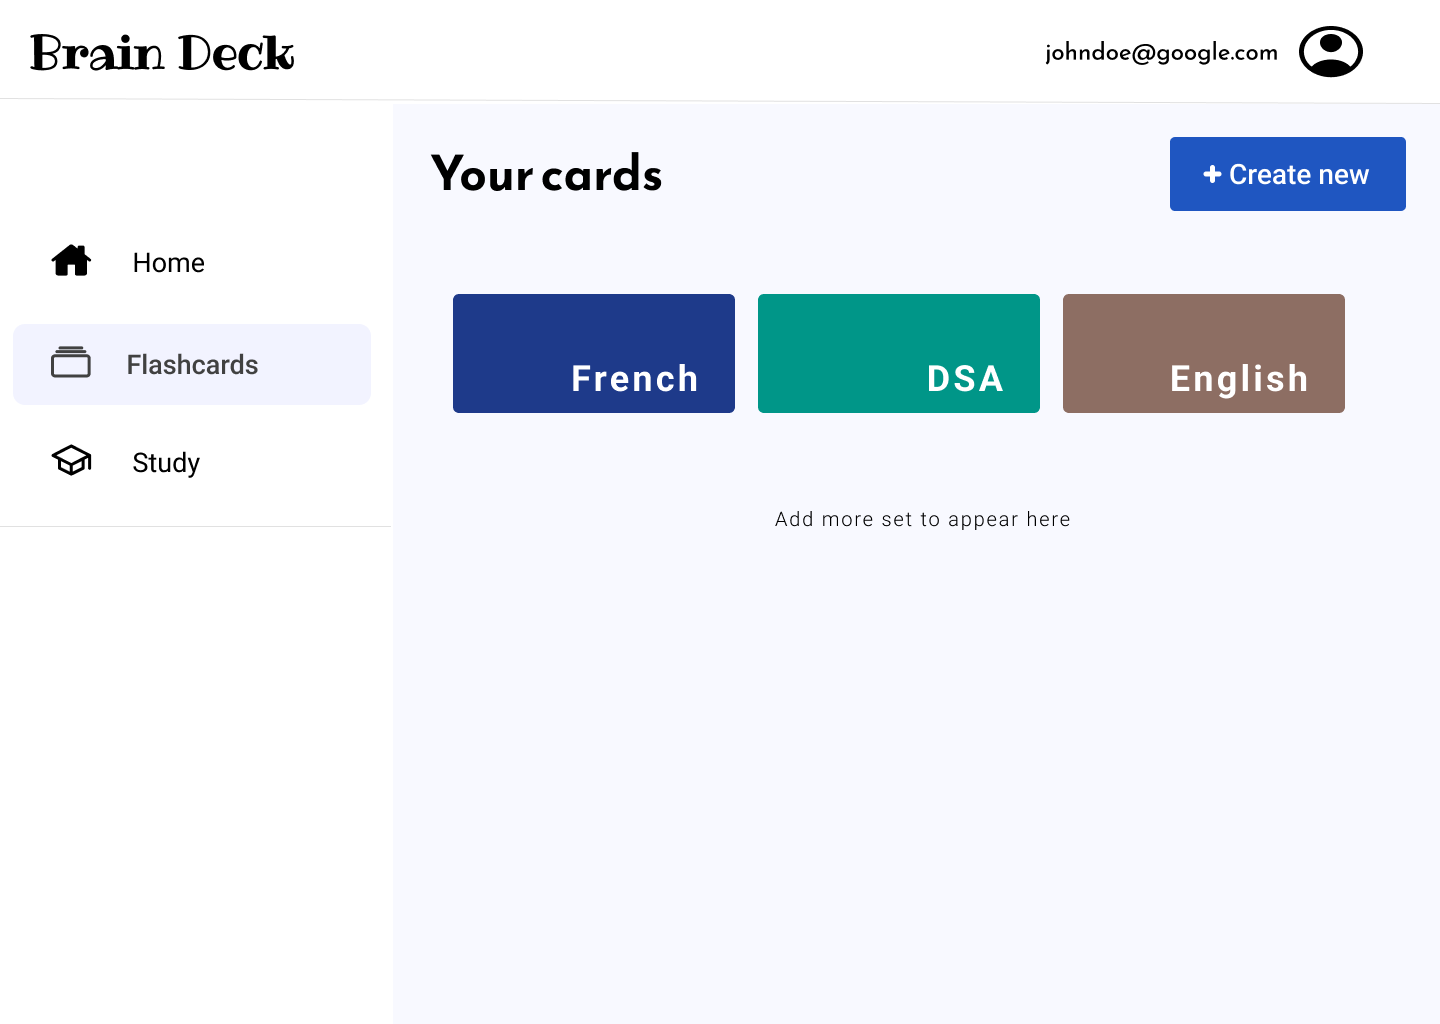 Brain Deck
johndoe@google.com
Your cards
+ Create new
Home
Flashcards
Study
French
DSA
English
Add more set to appear here